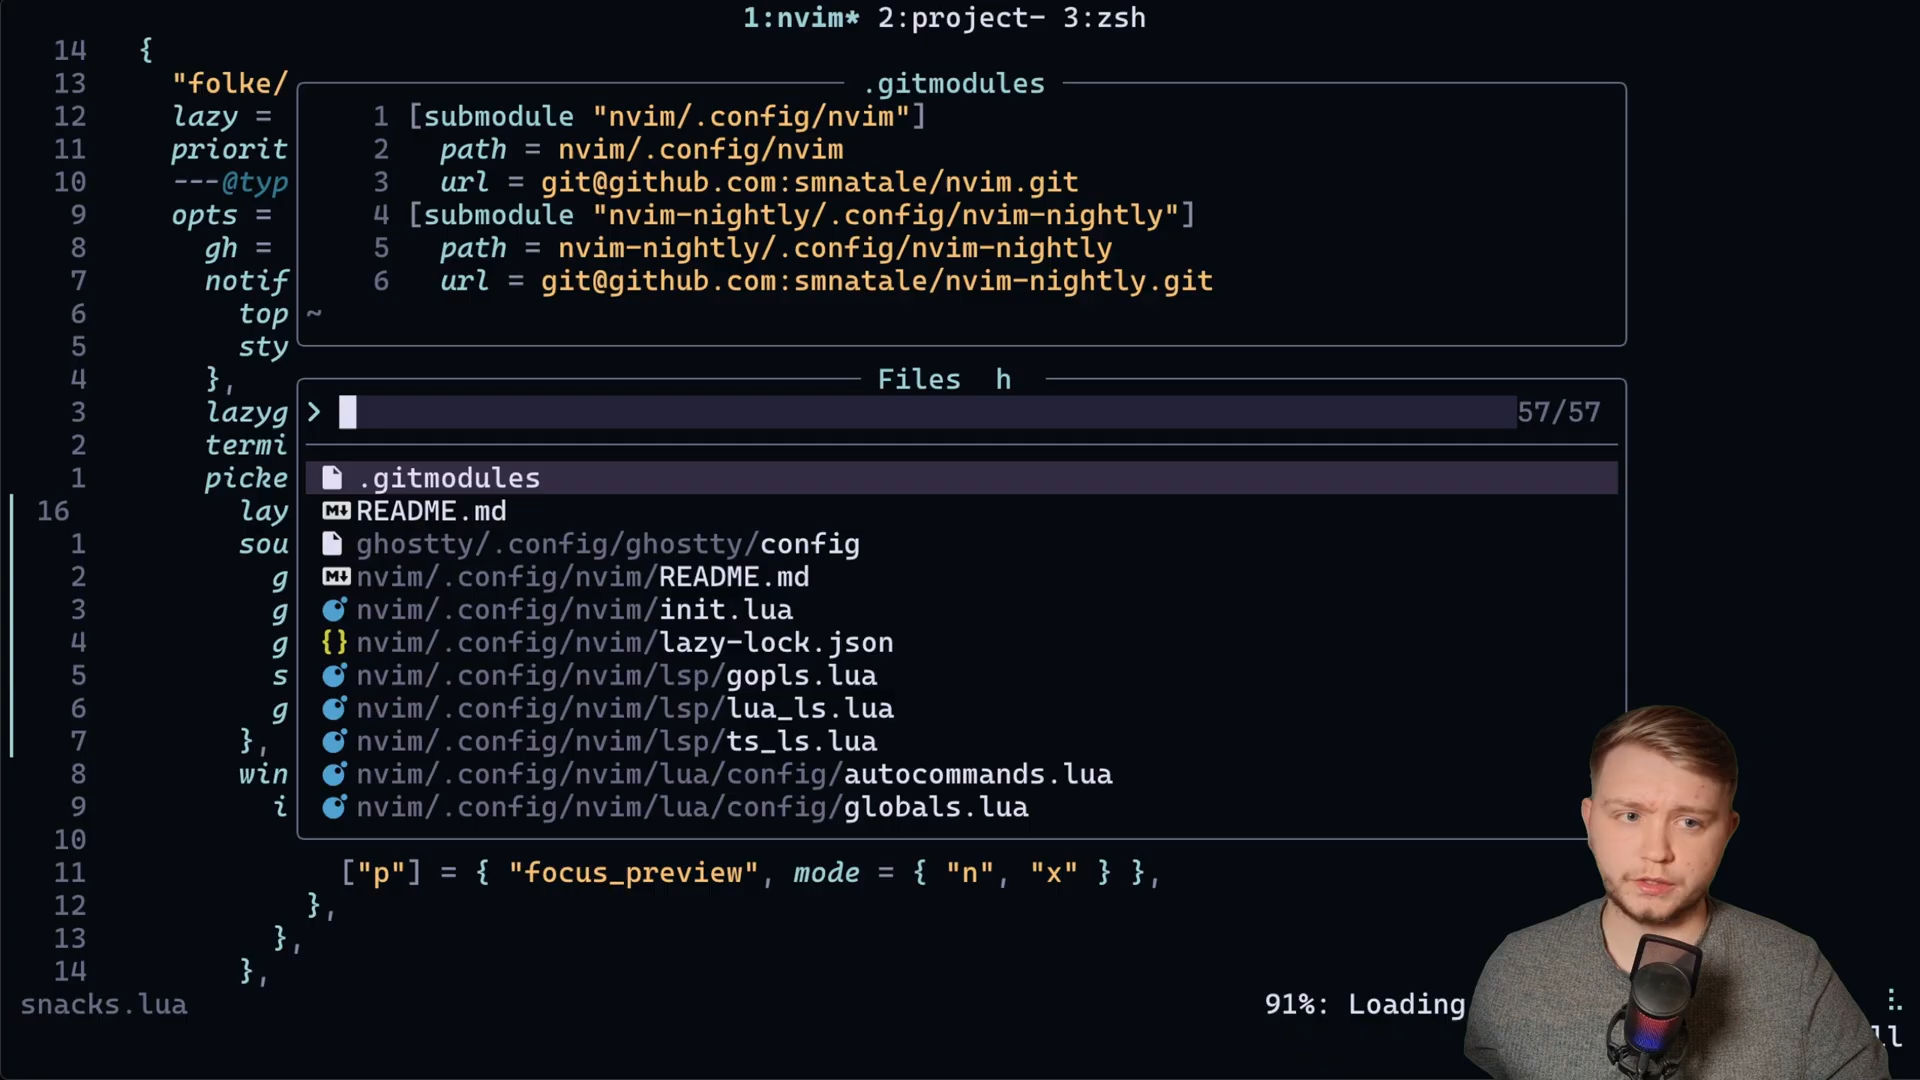 1:nvim* 2:project- 3:zsh
14 {
13 "folke/
12 lazy =
11 priorit
10 ---@typ
9 opts =
8 gh =
7 notif
6 top
5 sty
4 },
3 lazyg
2 termi
1 picke
16 lay
1 sou
2 g
3 g
4 g
5 s
6 g
7 },
8 win
9 i
10
11 ["p"] = { "focus_preview", mode = { "n", "x" } },
12 },
13 },
14 },
.gitmodules
1 [submodule "nvim/.config/nvim"]
2 path = nvim/.config/nvim
3 url = git@github.com:smnatale/nvim.git
4 [submodule "nvim-nightly/.config/nvim-nightly"]
5 path = nvim-nightly/.config/nvim-nightly
6 url = git@github.com:smnatale/nvim-nightly.git
~
Files h
> 57/57
.gitmodules
README.md
ghostty/.config/ghostty/config
nvim/.config/nvim/README.md
nvim/.config/nvim/init.lua
{} nvim/.config/nvim/lazy-lock.json
nvim/.config/nvim/lsp/gopls.lua
nvim/.config/nvim/lsp/lua_ls.lua
nvim/.config/nvim/lsp/ts_ls.lua
nvim/.config/nvim/lua/config/autocommands.lua
nvim/.config/nvim/lua/config/globals.lua
snacks.lua 91%: Loading